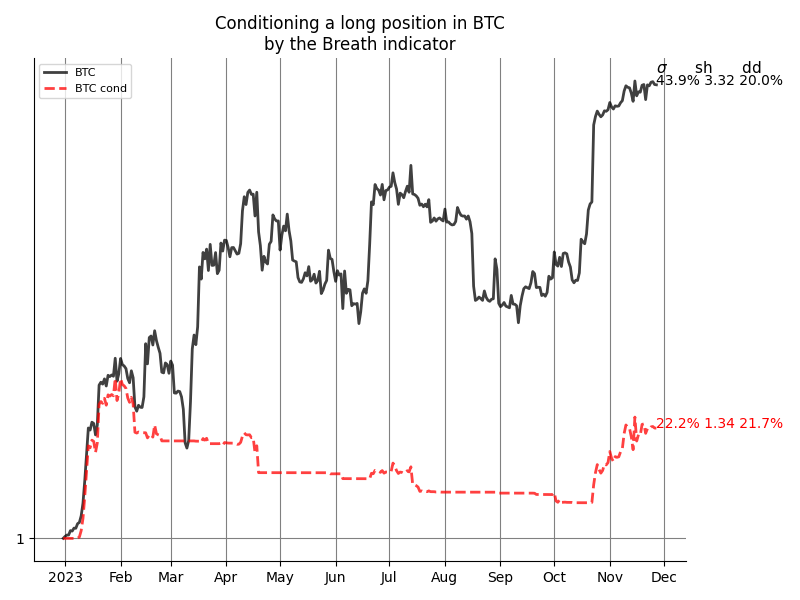 Conditioning a long position in BTC
by the Breath indicator
BTC
BTC cond
σ sh dd
43.9% 3.32 20.0%
22.2% 1.34 21.7%
1
2023 Feb Mar Apr May Jun Jul Aug Sep Oct Nov Dec